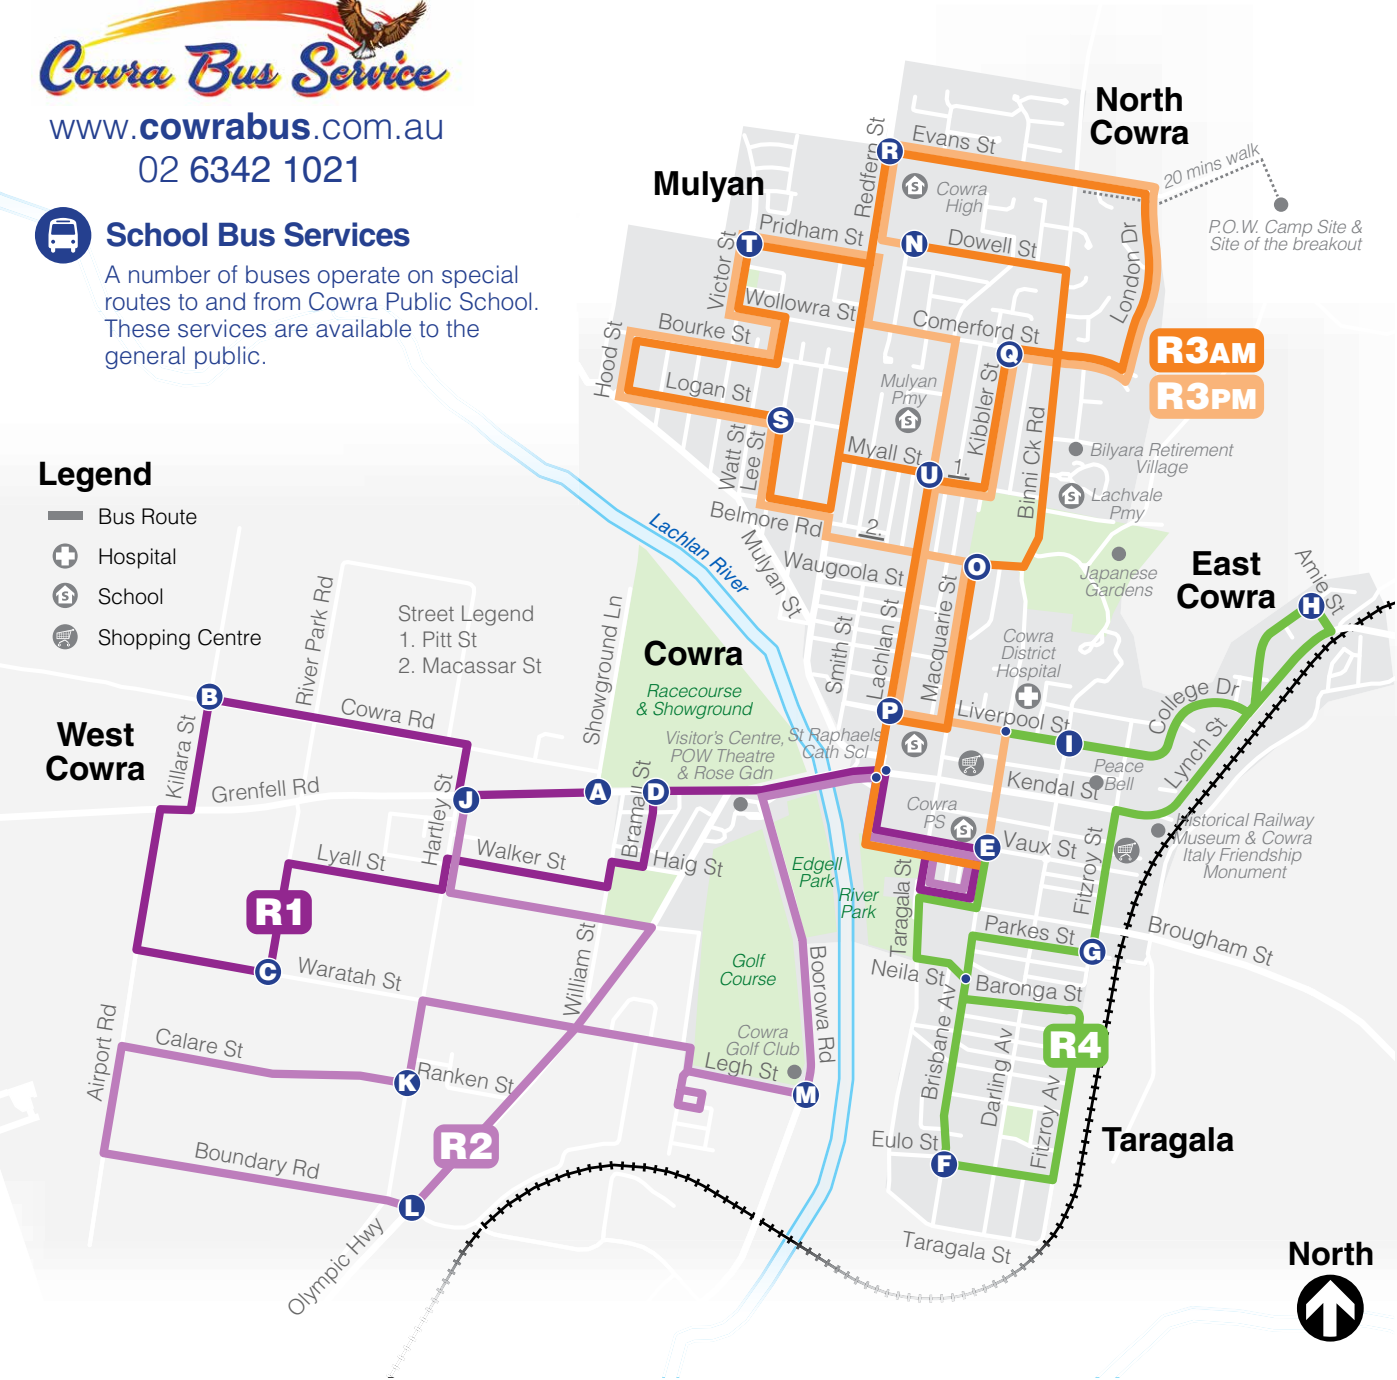 Cowra Bus Service
www.cowrabus.com.au
02 6342 1021
School Bus Services
A number of buses operate on special
routes to and from Cowra Public School.
These services are available to the
general public.
Legend
Bus Route
Hospital
School
Shopping Centre
Street Legend
1. Pitt St
2. Macassar St
North
Cowra
Mulyan
East
Cowra
Cowra
West
Cowra
Taragala
North
R3AM
R3PM
R1
R2
R4
Evans St
Redfern St
R
S
Cowra
High
20 mins walk
P.O.W. Camp Site &
Site of the breakout
London Dr
Pridham St
T
N
Dowell St
Victor St
Wollowra St
Comerford St
Bourke St
Hood St
Q
Logan St
Mulyan
Pmy
S
Kibbler St
S
Binni Ck Rd
Watt St
Lee St
Myall St
U
1.
Bilyara Retirement
Village
S
Lachvale
Pmy
Belmore Rd
2.
Lachlan River
Mulyan St
Waugoola St
O
Japanese
Gardens
Amie St
H
Smith St
Lachlan St
Macquarie St
Cowra
District
Hospital
Racecourse
& Showground
Showground Ln
River Park Rd
B
Cowra Rd
Killara St
Grenfell Rd
Hartley St
J
A
D
Bramall St
Visitor's Centre,
POW Theatre
& Rose Gdn
St Raphaels
Cath Scl
P
S
Liverpool St
I
College Dr
Lynch St
Kendal St
Peace
Bell
Cowra
PS
S
E
Vaux St
Fitzroy St
Historical Railway
Museum & Cowra
Italy Friendship
Monument
Lyall St
Walker St
Haig St
Edgell
Park
River
Park
Taragala St
Parkes St
G
Brougham St
Neila St
Baronga St
C
Waratah St
William St
Golf
Course
Boorowa Rd
Brisbane Av
Darling Av
Fitzroy Av
Airport Rd
Calare St
K
Ranken St
Cowra
Golf Club
Legh St
M
Eulo St
F
Boundary Rd
L
Olympic Hwy
Taragala St